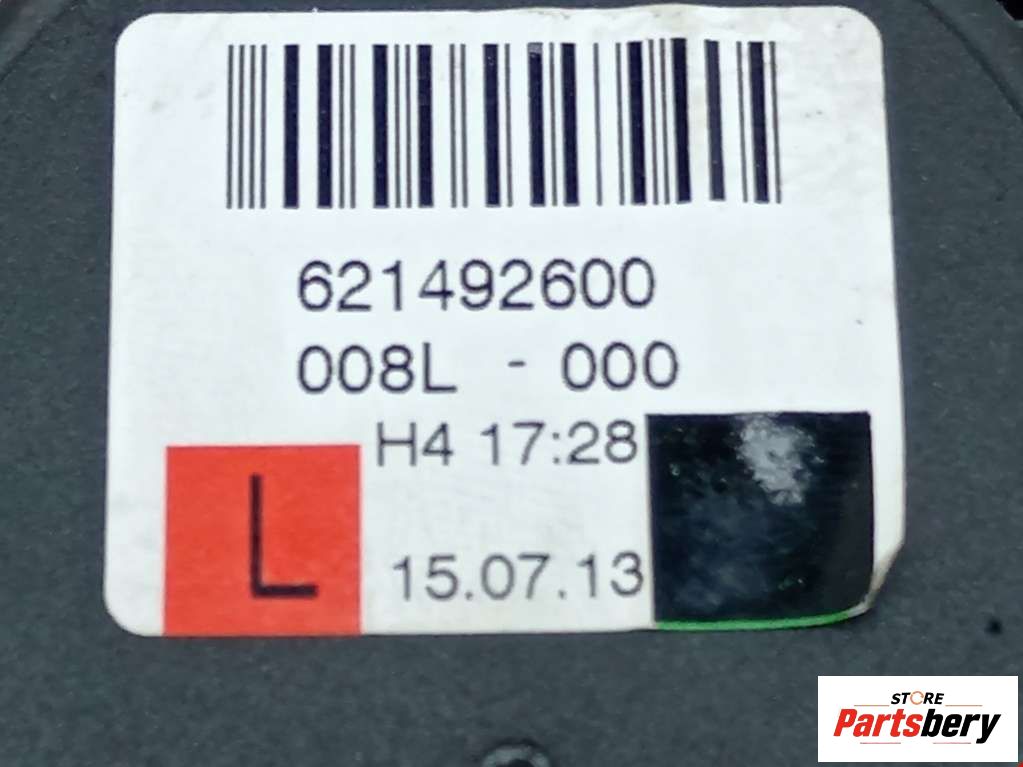 621492600
008L - 000
H4 17:28
L
15.07.13
STORE
Partsbery